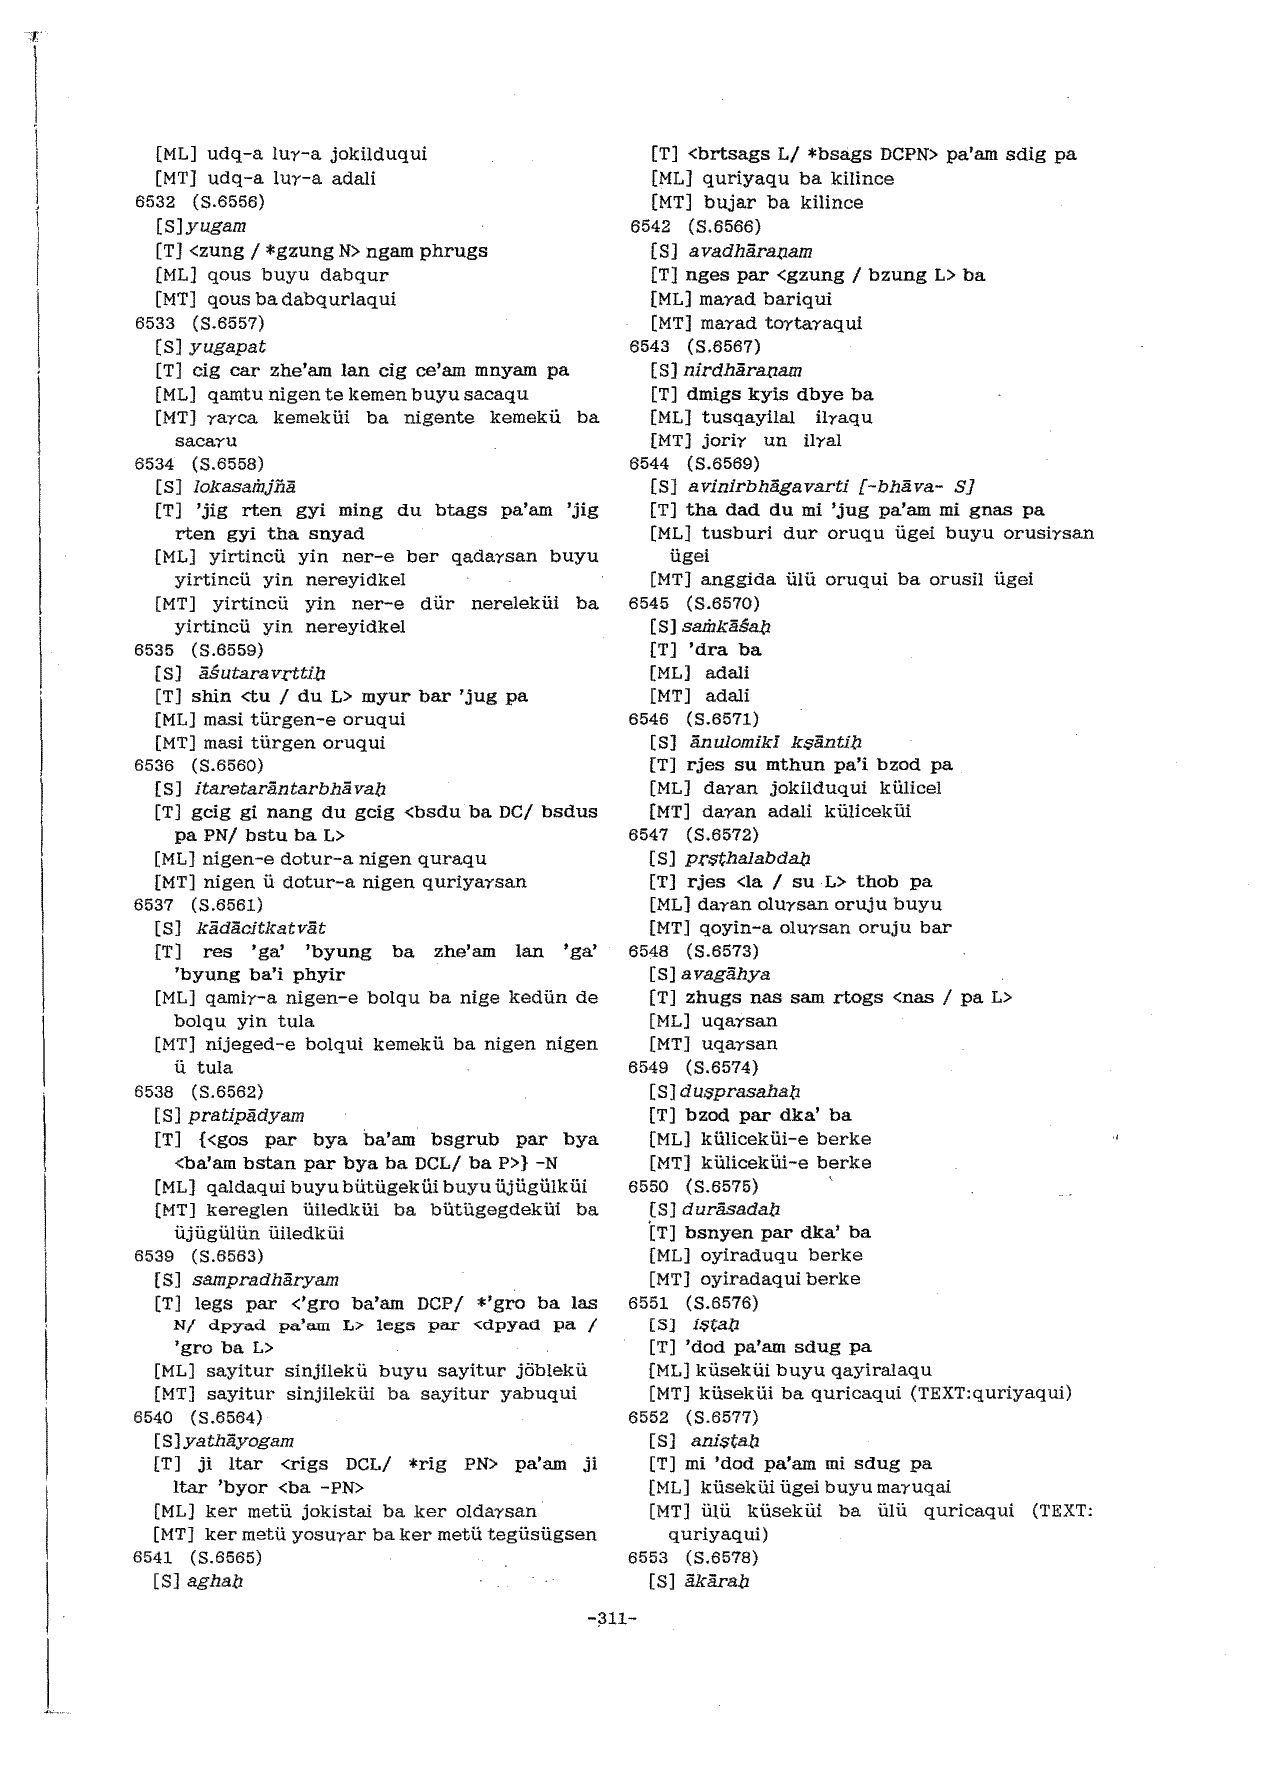 [ML] udq-a luγ-a jokilduqui
[MT] udq-a luγ-a adali
6532 (S.6556)
[S] yugam
[T] <zung / *gzung N> ngam phrugs
[ML] qous buyu dabqur
[MT] qous ba dabqurlaqui
6533 (S.6557)
[S] yugapat
[T] cig car zhe'am lan cig ce'am mnyam pa
[ML] qamtu nigen te kemen buyu sacaqu
[MT] γaγca kemeküi ba nigente kemekü ba
sacaγu
6534 (S.6558)
[S] lokasaṁjñā
[T] 'jig rten gyi ming du btags pa'am 'jig
rten gyi tha snyad
[ML] yirtincü yin ner-e ber qadaγsan buyu
yirtincü yin nereyidkel
[MT] yirtincü yin ner-e dür nereleküi ba
yirtincü yin nereyidkel
6535 (S.6559)
[S] āśutaravṛttiḥ
[T] shin <tu / du L> myur bar 'jug pa
[ML] masi türgen-e oruqui
[MT] masi türgen oruqui
6536 (S.6560)
[S] itaretarāntarbhāvaḥ
[T] gcig gi nang du gcig <bsdu ba DC/ bsdus
pa PN/ bstu ba L>
[ML] nigen-e dotur-a nigen quraqu
[MT] nigen ü dotur-a nigen quriyaγsan
6537 (S.6561)
[S] kādācitkatvāt
[T] res 'ga' 'byung ba zhe'am lan 'ga'
'byung ba'i phyir
[ML] qamiγ-a nigen-e bolqu ba nige kedün de
bolqu yin tula
[MT] nijeged-e bolqui kemekü ba nigen nigen
ü tula
6538 (S.6562)
[S] pratipādyam
[T] {<gos par bya ba'am bsgrub par bya
<ba'am bstan par bya ba DCL/ ba P>} -N
[ML] qaldaqui buyu bütügeküi buyu üjügülküi
[MT] kereglen üiledküi ba bütügegdeküi ba
üjügülün üiledküi
6539 (S.6563)
[S] sampradhāryam
[T] legs par <'gro ba'am DCP/ *'gro ba las
N/ dpyad pa'am L> legs par <dpyad pa /
'gro ba L>
[ML] sayitur sinjilekü buyu sayitur jöblekü
[MT] sayitur sinjileküi ba sayitur yabuqui
6540 (S.6564)
[S] yathāyogam
[T] ji ltar <rigs DCL/ *rig PN> pa'am ji
ltar 'byor <ba -PN>
[ML] ker metü jokistai ba ker oldaγsan
[MT] ker metü yosuγar ba ker metü tegüsügsen
6541 (S.6565)
[S] aghaḥ
[T] <brtsags L/ *bsags DCPN> pa'am sdig pa
[ML] quriyaqu ba kilince
[MT] bujar ba kilince
6542 (S.6566)
[S] avadhāraṇam
[T] nges par <gzung / bzung L> ba
[ML] maγad bariqui
[MT] maγad toγtaγaqui
6543 (S.6567)
[S] nirdhāraṇam
[T] dmigs kyis dbye ba
[ML] tusqayilal ilγaqu
[MT] joriγ un ilγal
6544 (S.6569)
[S] avinirbhāgavarti [-bhāva- S]
[T] tha dad du mi 'jug pa'am mi gnas pa
[ML] tusburi dur oruqu ügei buyu orusiγsan
ügei
[MT] anggida ülü oruqui ba orusil ügei
6545 (S.6570)
[S] saṁkāśaḥ
[T] 'dra ba
[ML] adali
[MT] adali
6546 (S.6571)
[S] ānulomikī kṣāntiḥ
[T] rjes su mthun pa'i bzod pa
[ML] daγan jokilduqui külicel
[MT] daγan adali küliceküi
6547 (S.6572)
[S] pṛṣṭhalabdaḥ
[T] rjes <la / su L> thob pa
[ML] daγan oluγsan oruju buyu
[MT] qoyin-a oluγsan oruju bar
6548 (S.6573)
[S] avagāhya
[T] zhugs nas sam rtogs <nas / pa L>
[ML] uqaγsan
[MT] uqaγsan
6549 (S.6574)
[S] duṣprasahaḥ
[T] bzod par dka' ba
[ML] küliceküi-e berke
[MT] küliceküi-e berke
6550 (S.6575)
[S] durāsadaḥ
[T] bsnyen par dka' ba
[ML] oyiraduqu berke
[MT] oyiradaqui berke
6551 (S.6576)
[S] iṣṭaḥ
[T] 'dod pa'am sdug pa
[ML] küseküi buyu qayiralaqu
[MT] küseküi ba quricaqui (TEXT:quriyaqui)
6552 (S.6577)
[S] aniṣṭaḥ
[T] mi 'dod pa'am mi sdug pa
[ML] küseküi ügei buyu maγuqai
[MT] ülü küseküi ba ülü quricaqui (TEXT:
quriyaqui)
6553 (S.6578)
[S] ākāraḥ
-311-